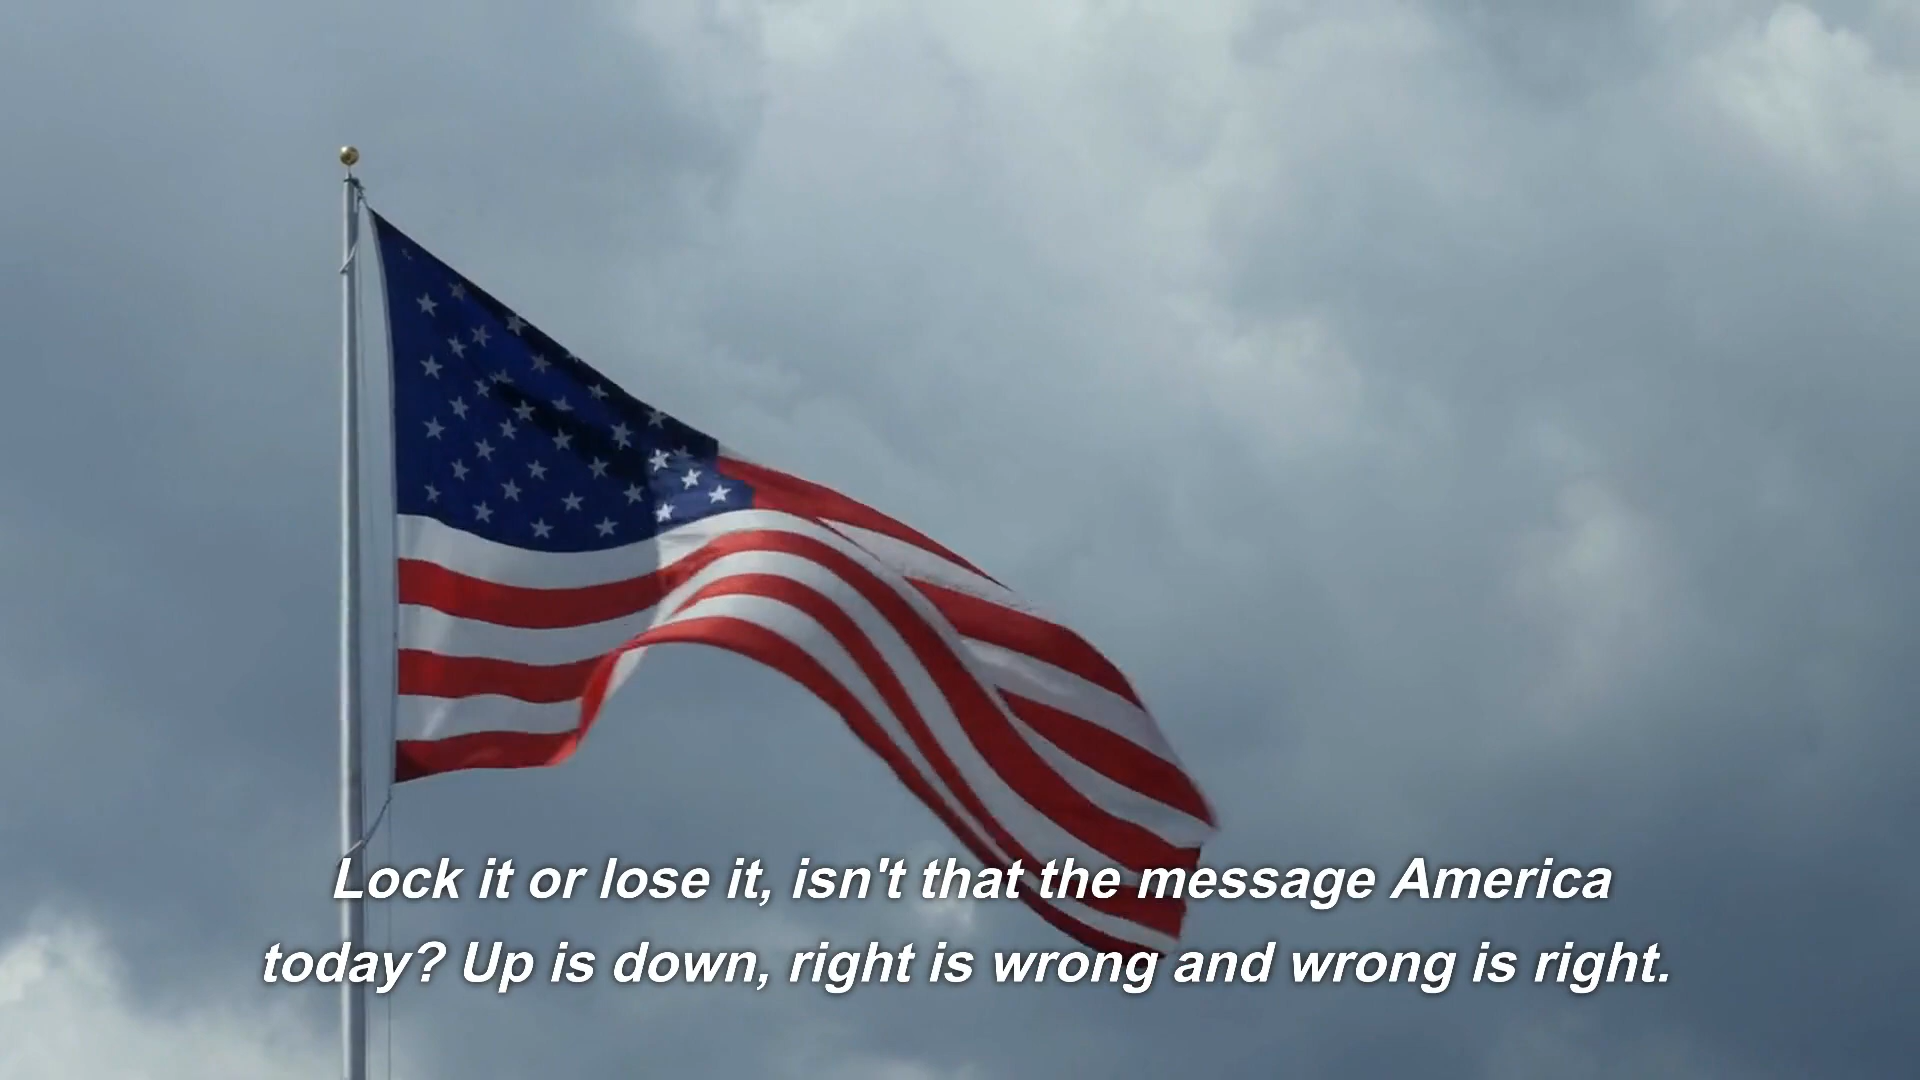 Lock it or lose it, isn't that the message America
today? Up is down, right is wrong and wrong is right.